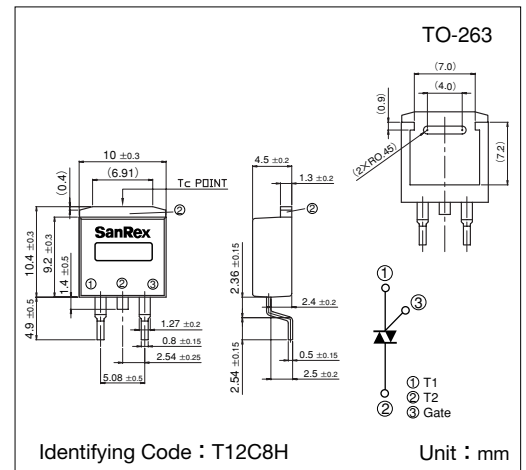 TO-263
(7.0)
(4.0)
(0.9)
(7.2)
(2×R0.45)
10 ±0.3
(6.91)
(0.4)
Tc POINT
②
SanRex
① ② ③
10.4 ±0.3
9.2 ±0.3
1.4 ±0.5
4.9 ±0.5
1.27 ±0.2
0.8 ±0.15
2.54 ±0.25
5.08 ±0.5
4.5 ±0.2
1.3 ±0.2
②
2.36 ±0.15
2.4 ±0.2
2.54 ±0.15
0.5 ±0.15
2.5 ±0.2
①
③
②
① T1
② T2
③ Gate
Identifying Code：T12C8H
Unit：mm